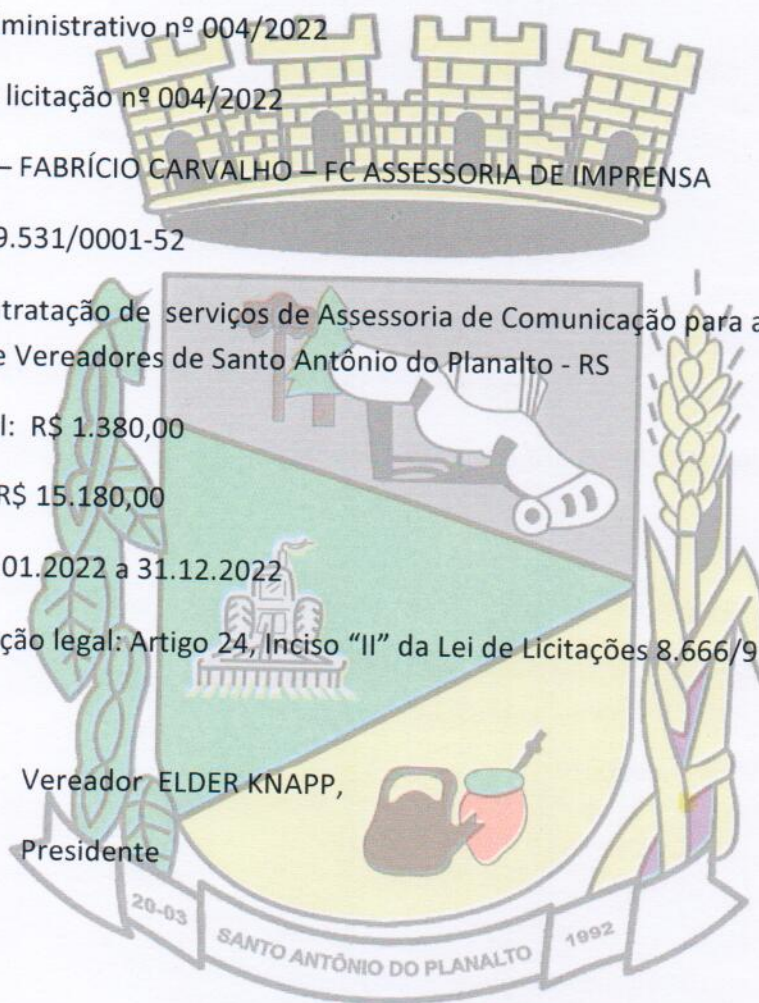 ministrativo nº 004/2022
licitação nº 004/2022
– FABRÍCIO CARVALHO – FC ASSESSORIA DE IMPRENSA
9.531/0001-52
tratação de serviços de Assessoria de Comunicação para a
e Vereadores de Santo Antônio do Planalto - RS
l: R$ 1.380,00
R$ 15.180,00
01.2022 a 31.12.2022
ção legal: Artigo 24, Inciso “II” da Lei de Licitações 8.666/9
Vereador ELDER KNAPP,
Presidente
20-03 SANTO ANTÔNIO DO PLANALTO 1992